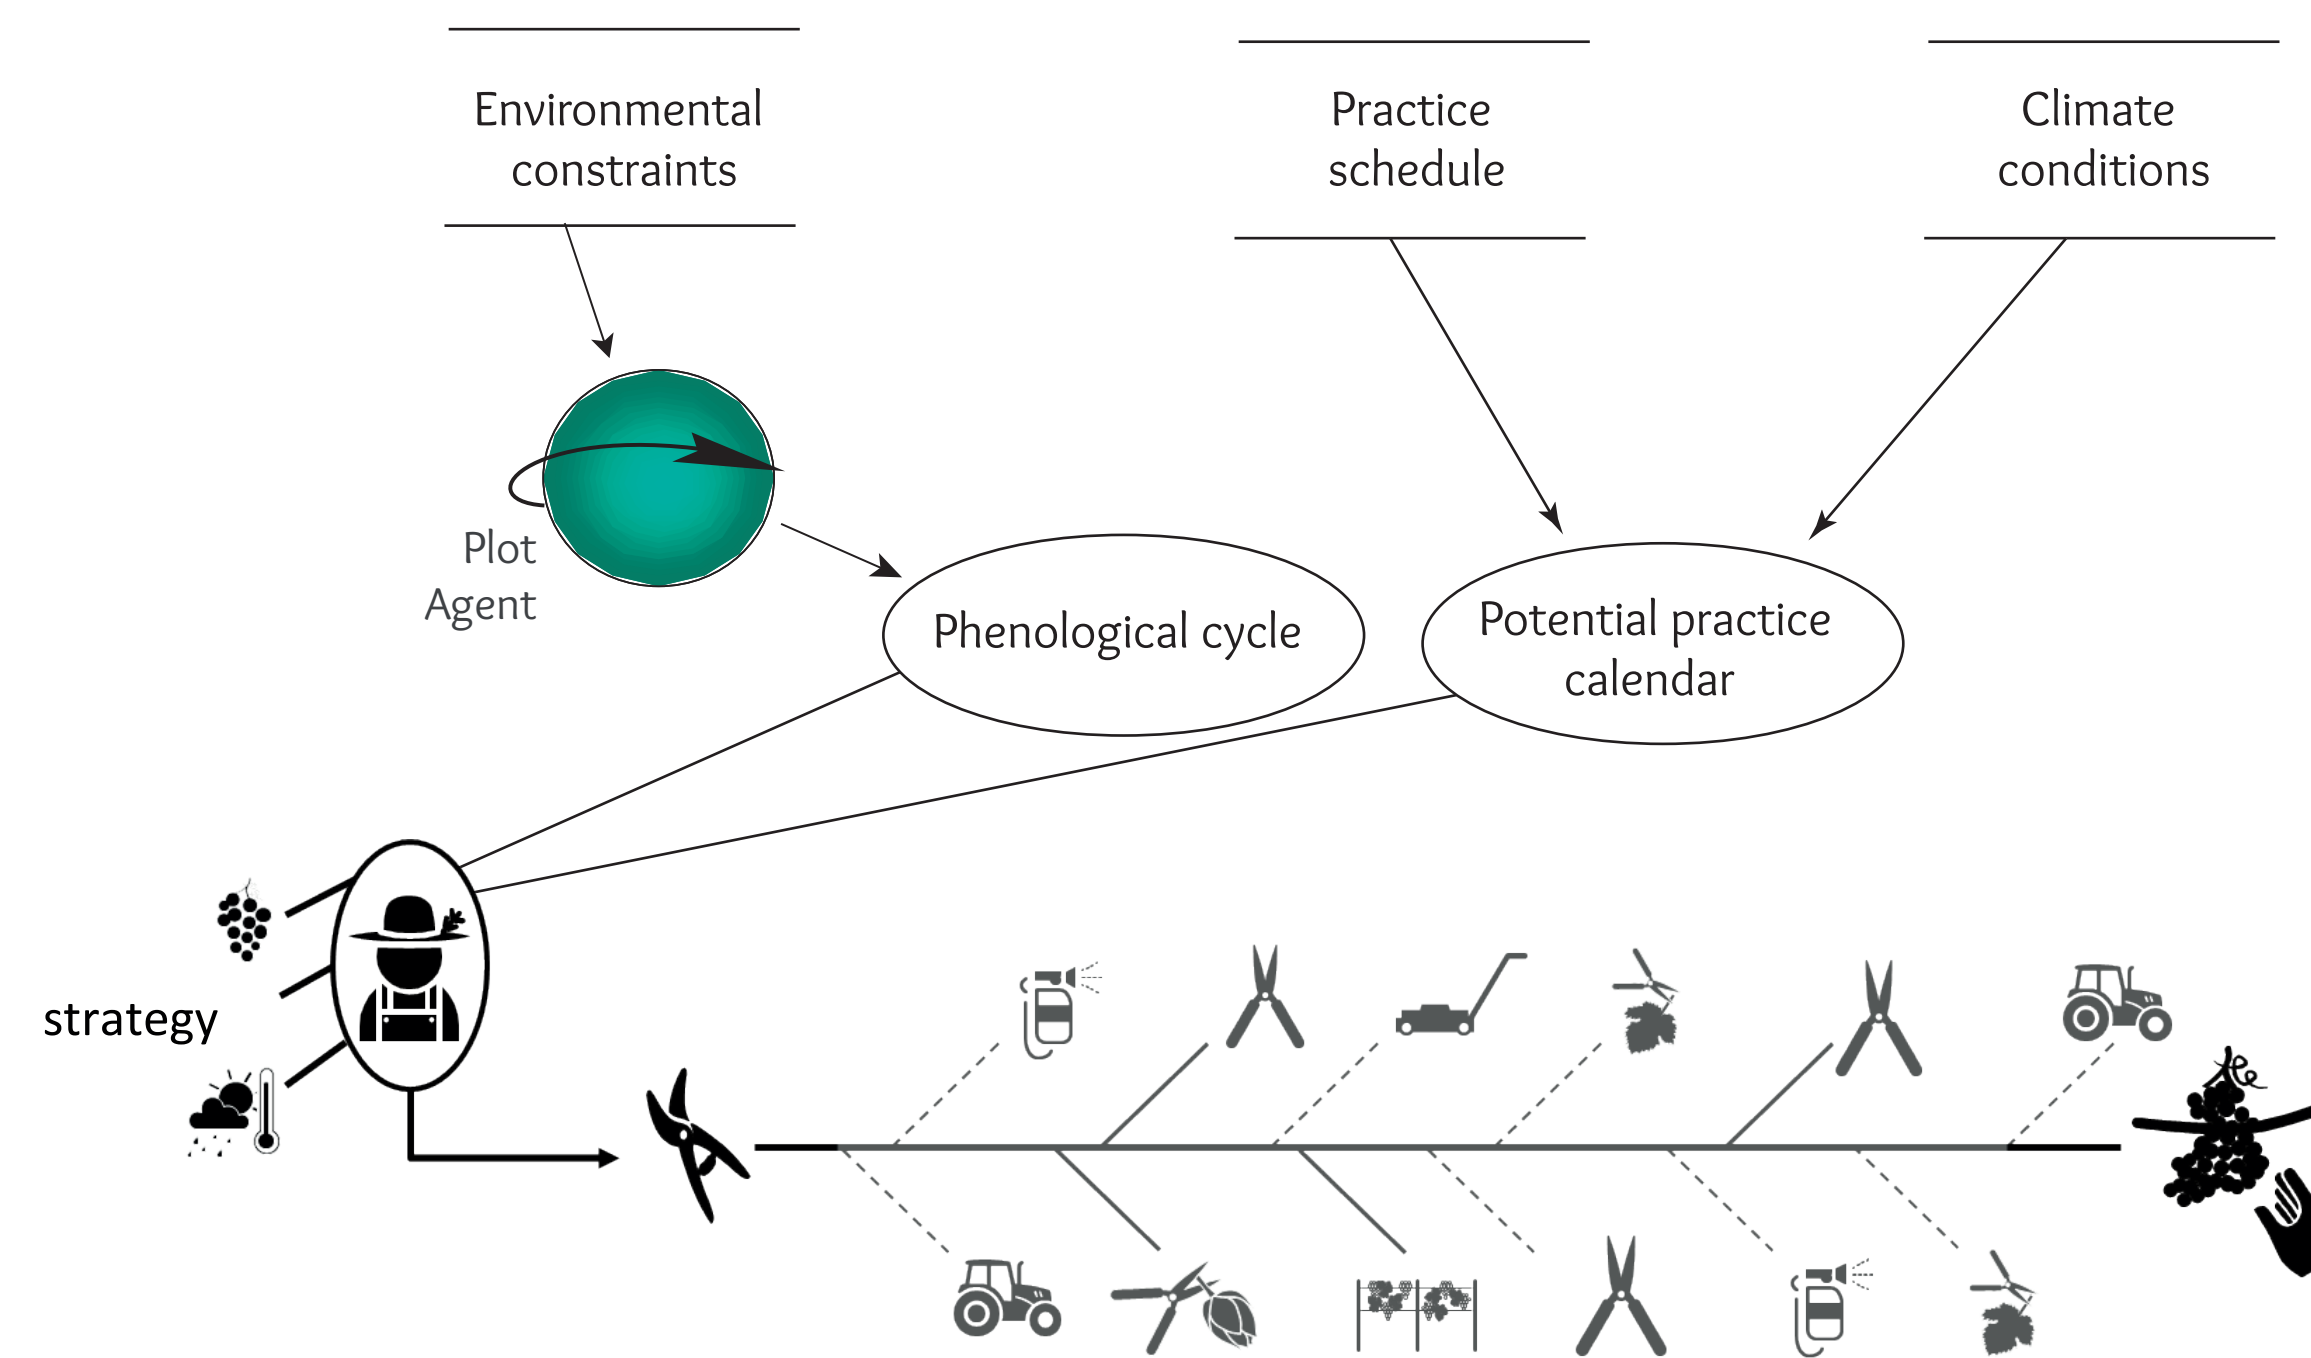 Environmental
constraints
Practice
schedule
Climate
conditions
Plot
Agent
Phenological cycle
Potential practice
calendar
strategy